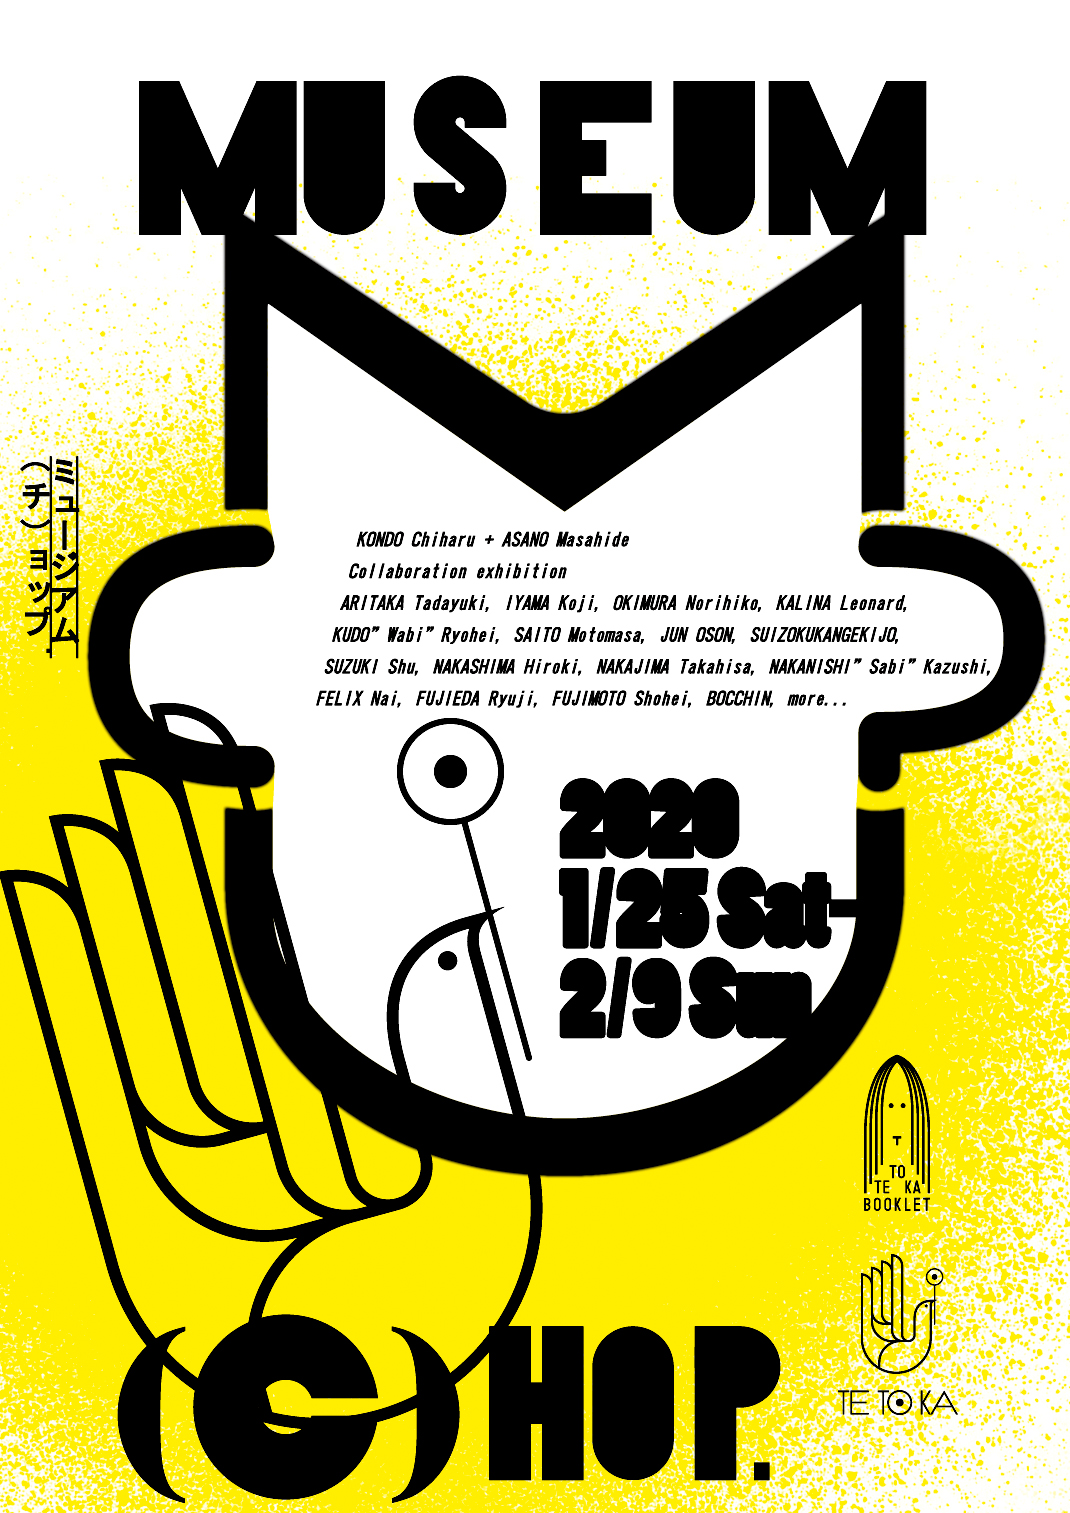 MUSEUM
ミュージアム
(チ)ョップ.
KONDO Chiharu + ASANO Masahide
Collaboration exhibition
ARITAKA Tadayuki, IYAMA Koji, OKIMURA Norihiko, KALINA Leonard,
KUDO” Wabi” Ryohei, SAITO Motomasa, JUN OSON, SUIZOKUKANGEKIJO,
SUZUKI Shu, NAKASHIMA Hiroki, NAKAJIMA Takahisa, NAKANISHI” Sabi” Kazushi,
FELIX Nai, FUJIEDA Ryuji, FUJIMOTO Shohei, BOCCHIN, more...
2020
1/25 Sat-
2/9 Sun
TO
TE KA
BOOKLET
TE TO KA
(C)HOP.